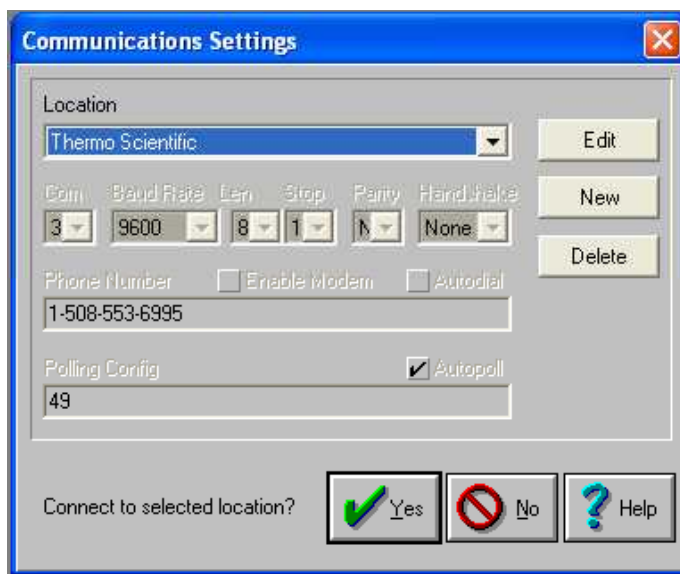 Communications Settings
Location
Thermo Scientific
Edit
Com Baud Rate Len Stop Parity Handshake
3 9600 8 1 N None
New
Delete
Phone Number Enable Modem Autodial
1-508-553-6995
Polling Config Autopoll
49
Connect to selected location? Yes No Help